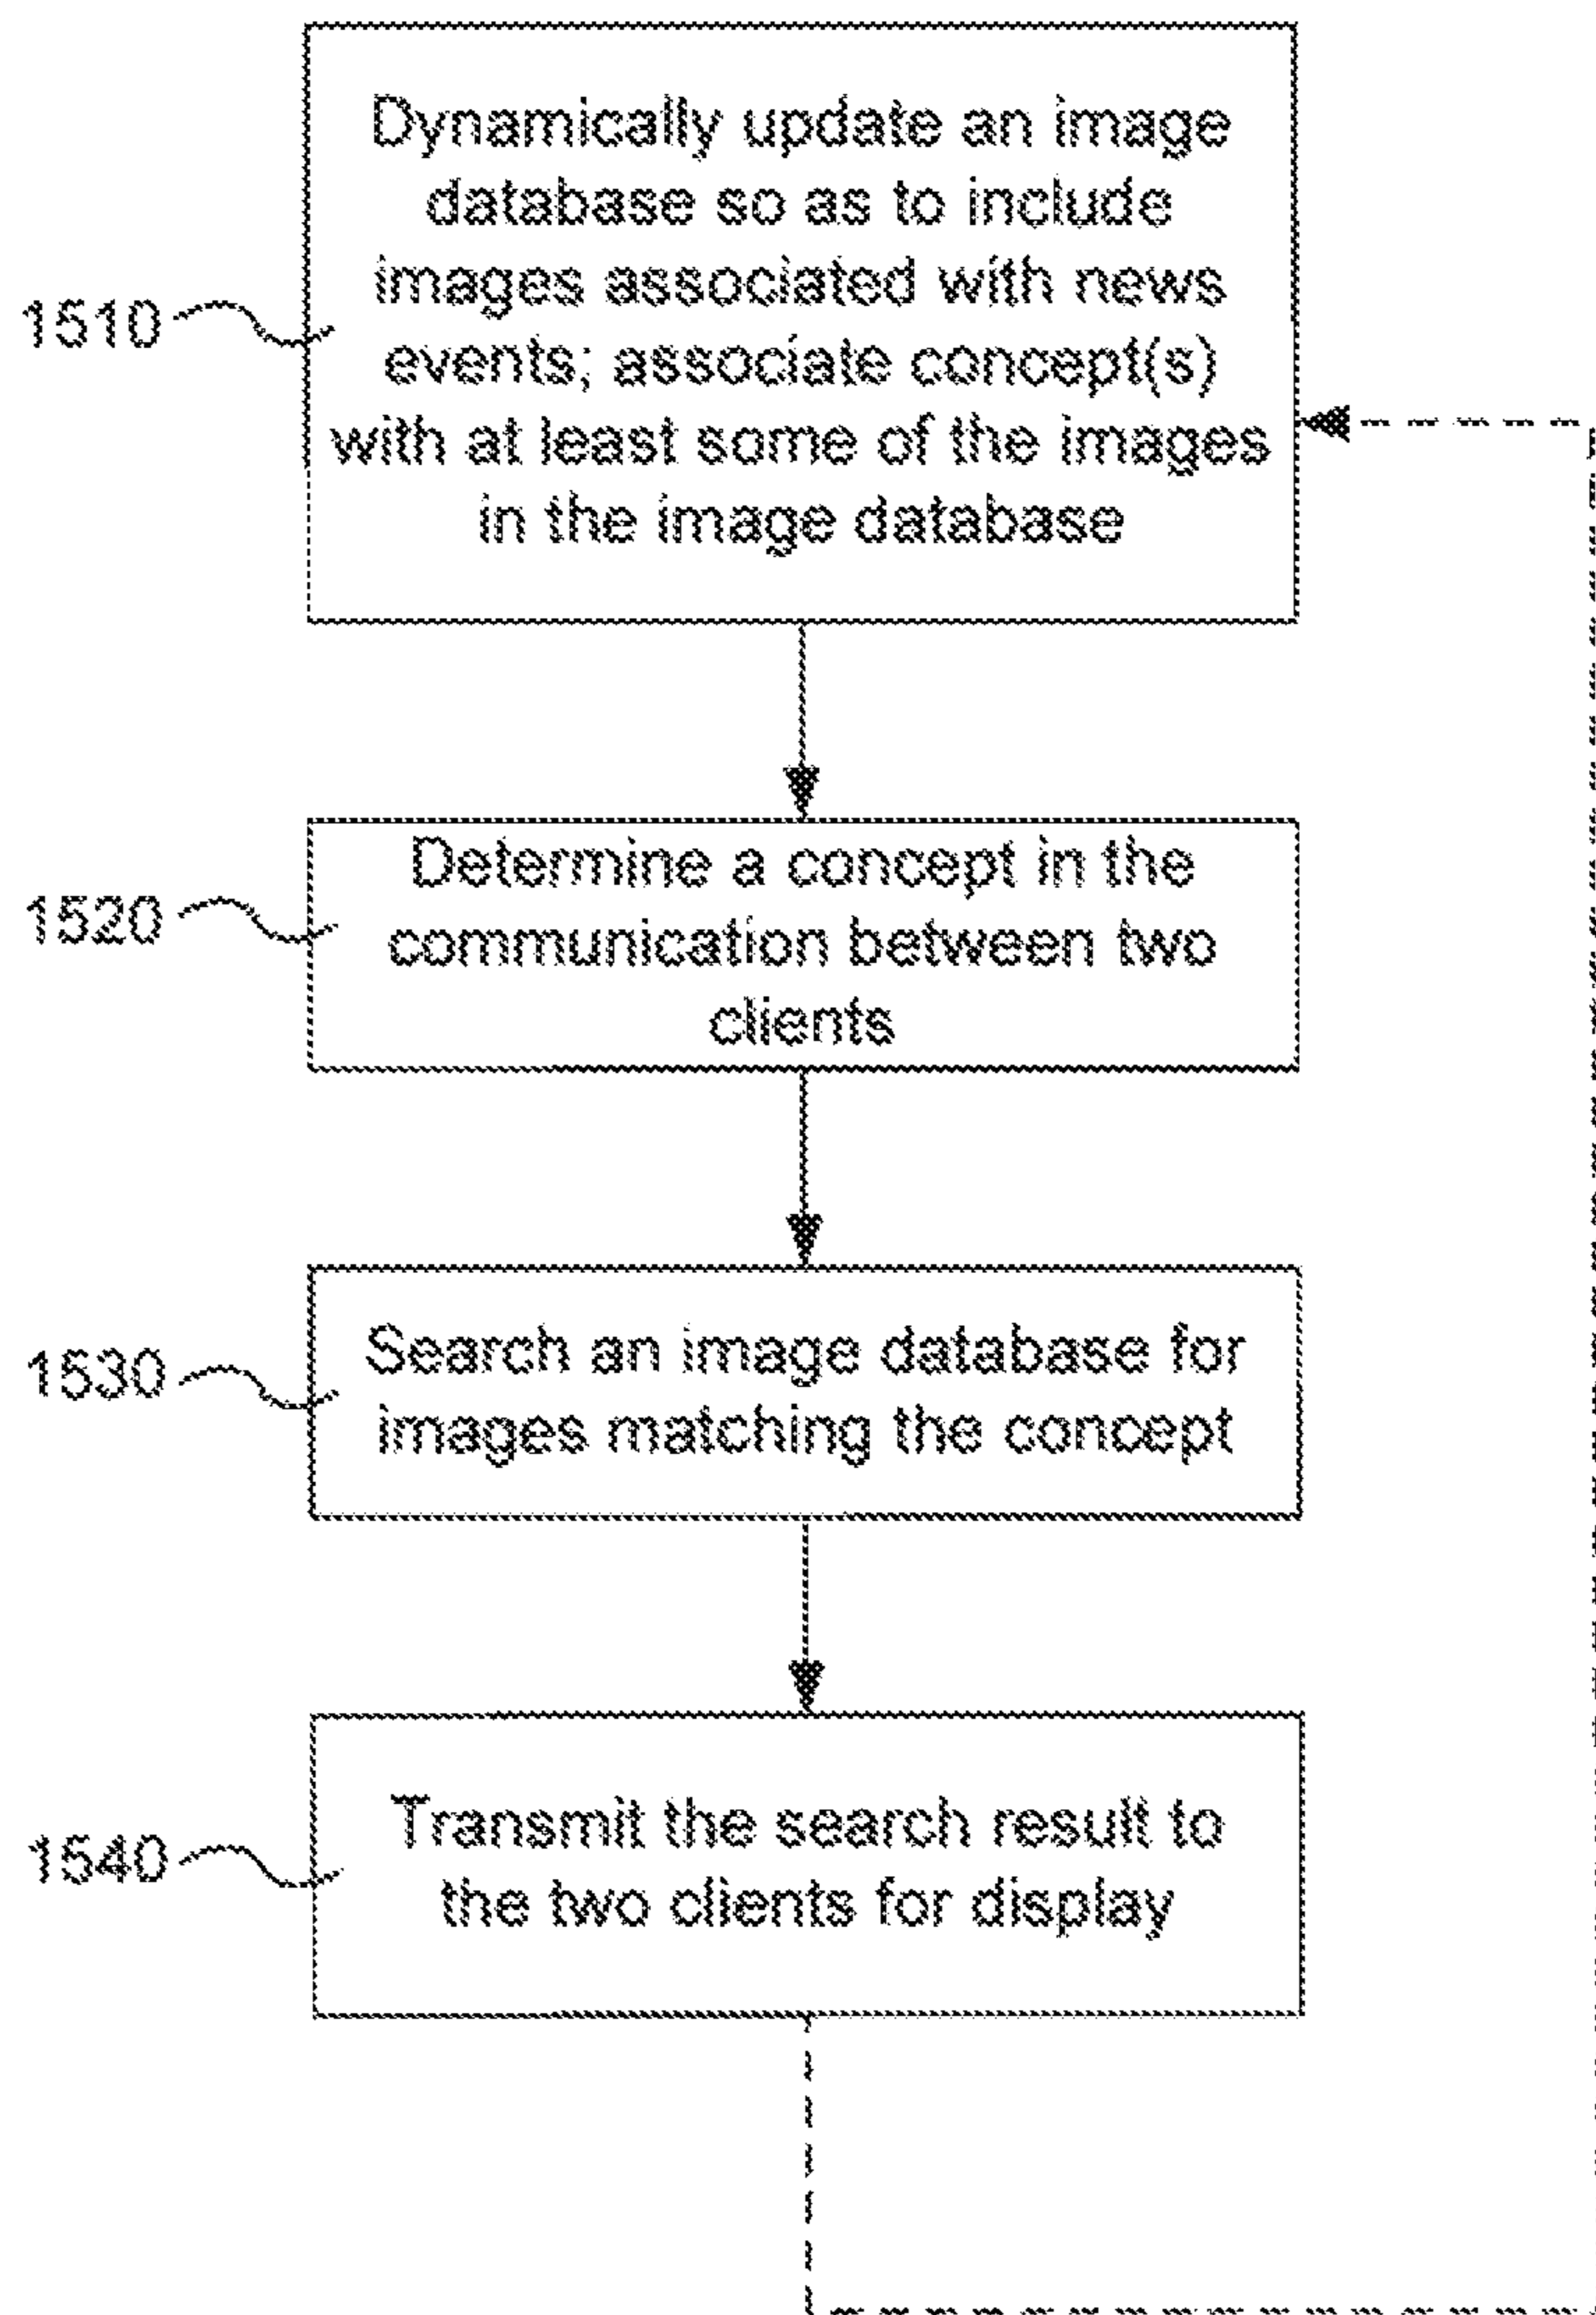 Dynamically update an image
database so as to include
images associated with news
events; associate concept(s)
with at least some of the images
in the image database
1510
Determine a concept in the
communication between two
clients
1520
Search an image database for
images matching the concept
1530
Transmit the search result to
the two clients for display
1540